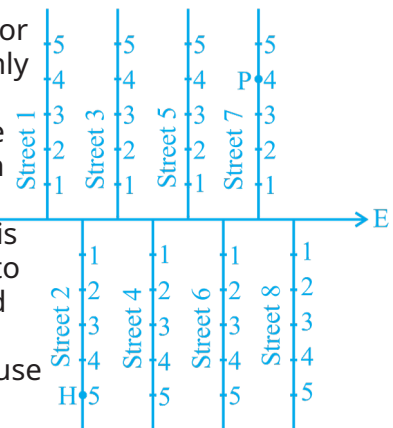 or
nly
e
n
is
to
d
use
5 5 5 5
4 4 4 P 4
3 3 3 3
2 2 2 2
1 1 1 1
Street 1 Street 3 Street 5 Street 7
E
1 1 1 1
2 2 2 2
3 3 3 3
4 4 4 4
H 5 5 5 5
Street 2 Street 4 Street 6 Street 8